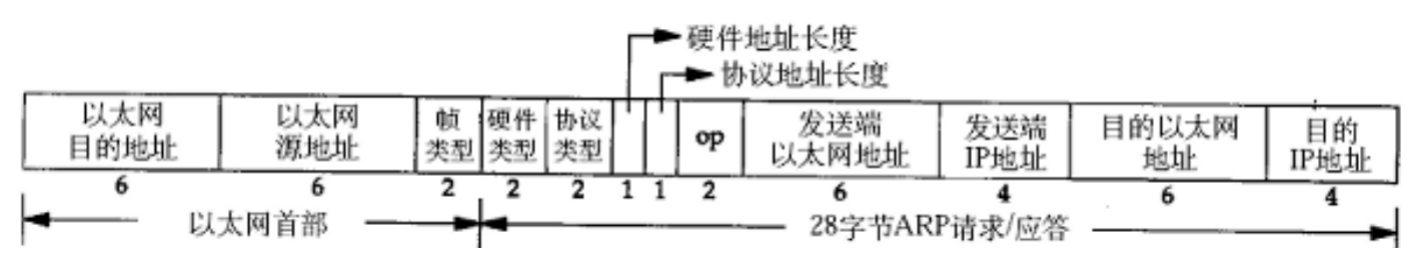 硬件地址长度
协议地址长度
以太网
目的地址
以太网
源地址
帧
类型
硬件
类型
协议
类型
op
发送端
以太网地址
发送端
IP地址
目的以太网
地址
目的
IP地址
6 6 2 2 2 1 1 2 6 4 6 4
以太网首部
28字节ARP请求/应答